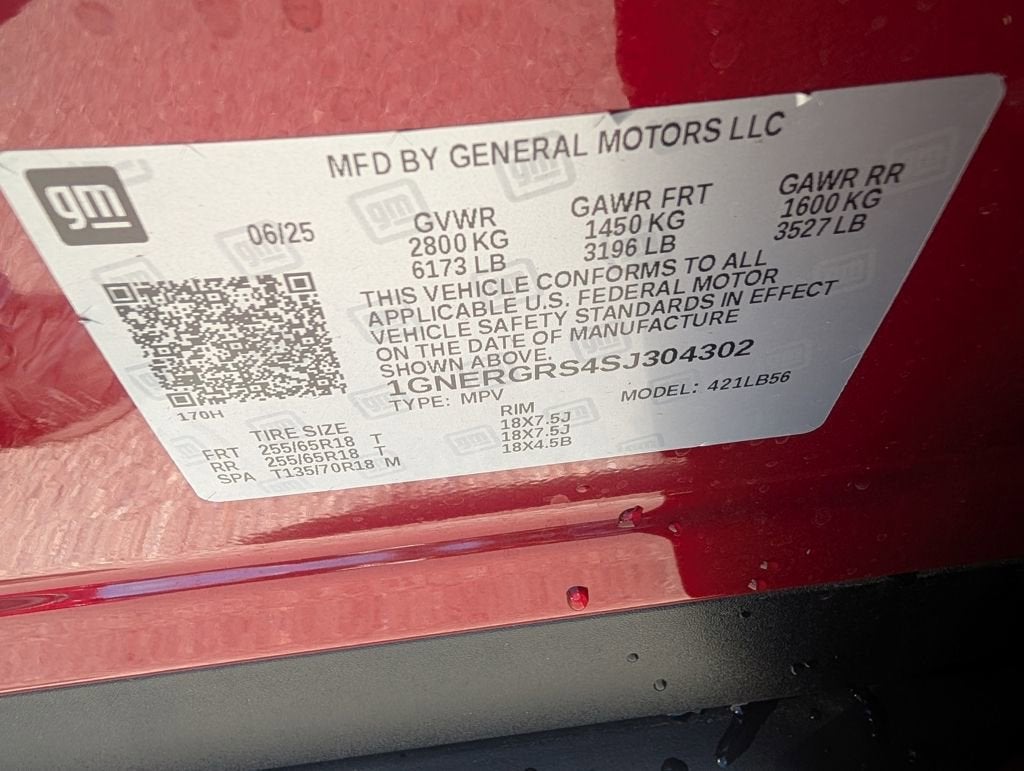 MFD BY GENERAL MOTORS LLC
gm
06/25
GVWR
2800 KG
6173 LB
GAWR FRT
1450 KG
3196 LB
GAWR RR
1600 KG
3527 LB
THIS VEHICLE CONFORMS TO ALL
APPLICABLE U.S. FEDERAL MOTOR
VEHICLE SAFETY STANDARDS IN EFFECT
ON THE DATE OF MANUFACTURE
SHOWN ABOVE.
1GNERGRS4SJ304302
TYPE: MPV MODEL: 421LB56
170H
TIRE SIZE RIM
FRT 255/65R18 T 18X7.5J
RR 255/65R18 T 18X7.5J
SPA T135/70R18 M 18X4.5B